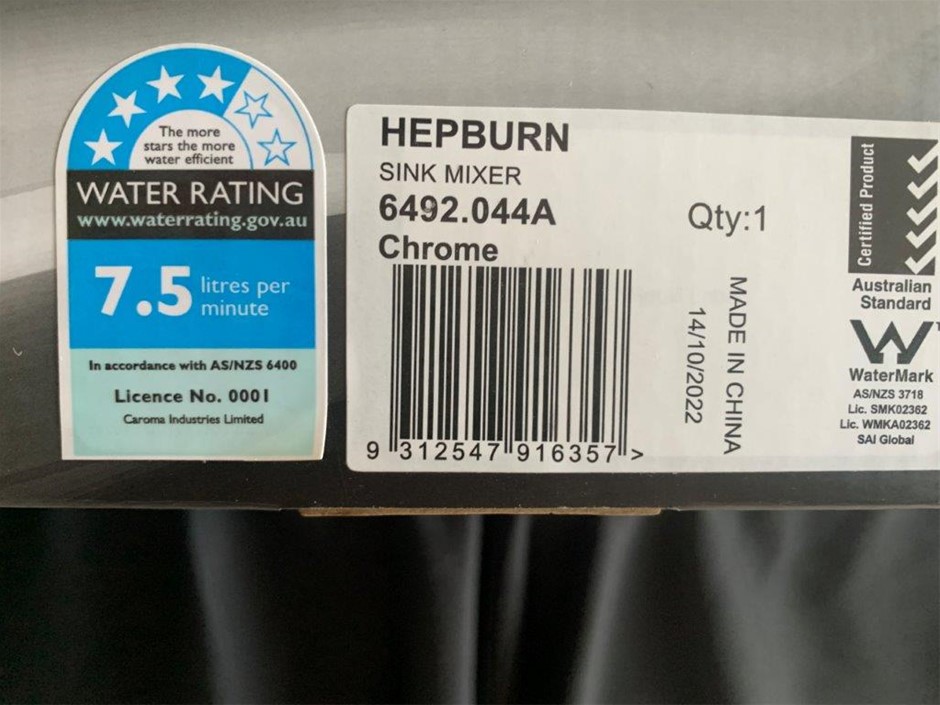 The more
stars the more
water efficient
WATER RATING
www.waterrating.gov.au
7.5 litres per
minute
In accordance with AS/NZS 6400
Licence No. 0001
Caroma Industries Limited
HEPBURN
SINK MIXER
6492.044A
Chrome
Qty:1
9 312547 916357 >
MADE IN CHINA
14/10/2022
Certified Product
Australian
Standard
WaterMark
AS/NZS 3718
Lic. SMK02362
Lic. WMKA02362
SAI Global